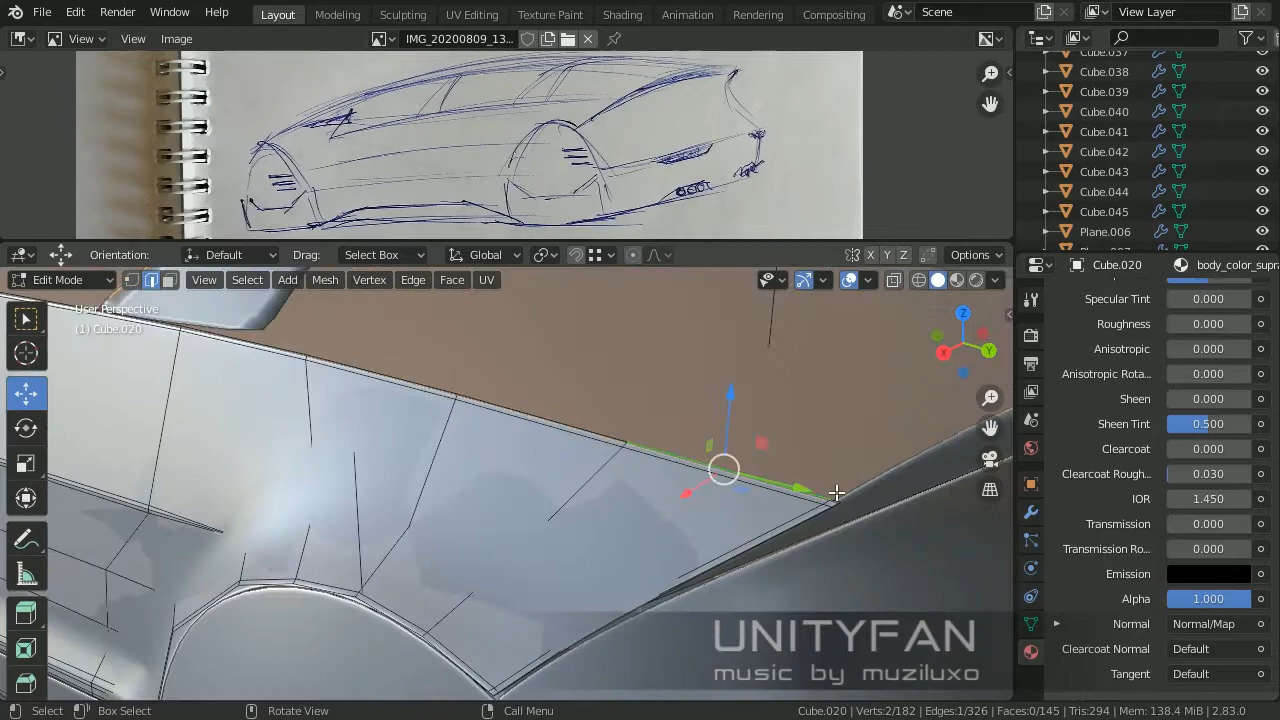 File Edit Render Window Help Layout Modeling Sculpting UV Editing Texture Paint Shading Animation Rendering Compositing Scene View Layer
View View Image IMG_20200809_13...
Cube.037
Cube.038
Cube.039
Cube.040
Cube.041
Cube.042
Cube.043
Cube.044
Cube.045
Plane.006
Orientation: Default Drag: Select Box Global X Y Z Options
Cube.020 body_color_supra
Edit Mode View Select Add Mesh Vertex Edge Face UV
User Perspective
(1) Cube.020
Z
X
Y
Specular Tint 0.000
Roughness 0.000
Anisotropic 0.000
Anisotropic Rota... 0.000
Sheen 0.000
Sheen Tint 0.500
Clearcoat 0.000
Clearcoat Rough... 0.030
IOR 1.450
Transmission 0.000
Transmission Ro... 0.000
Emission
Alpha 1.000
Normal Normal/Map
Clearcoat Normal Default
Tangent Default
UNITYFAN
music by muziluxo
Select Box Select Rotate View Call Menu Cube.020 | Verts:2/182 | Edges:1/326 | Faces:0/145 | Tris:294 | Mem: 138.4 MiB | 2.83.0